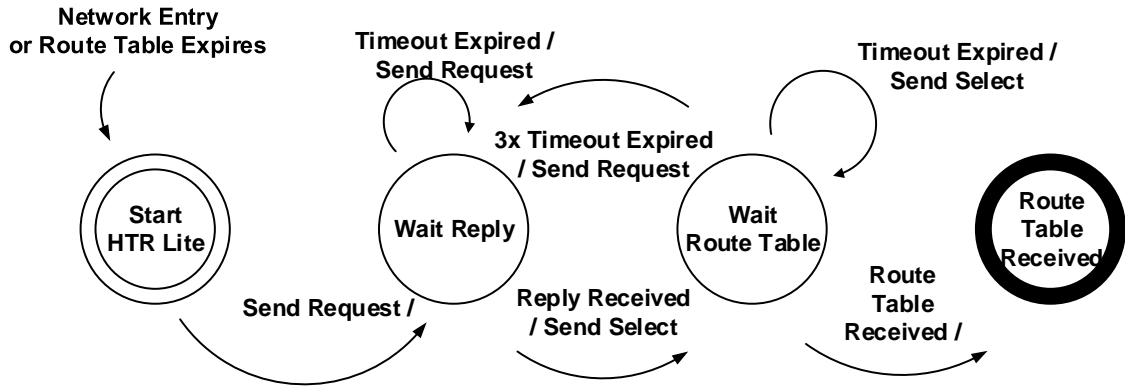 Network Entry
or Route Table Expires
Timeout Expired /
Send Request
Timeout Expired /
Send Select
3x Timeout Expired
/ Send Request
Start
HTR Lite
Wait Reply
Wait
Route Table
Route
Table
Received
Send Request /
Reply Received
/ Send Select
Route
Table
Received /